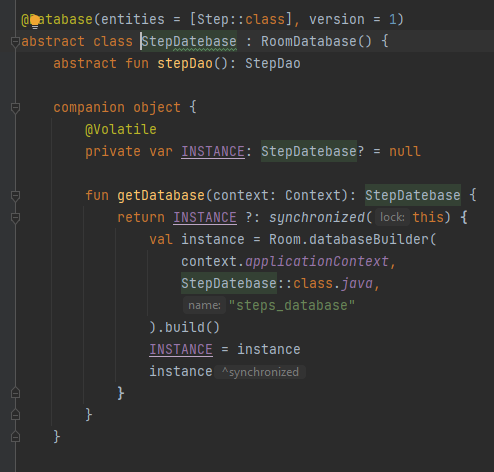 @Database(entities = [Step::class], version = 1)
abstract class StepDatebase : RoomDatabase() {
    abstract fun stepDao(): StepDao

    companion object {
        @Volatile
        private var INSTANCE: StepDatebase? = null

        fun getDatabase(context: Context): StepDatebase {
            return INSTANCE ?: synchronized( lock: this) {
                val instance = Room.databaseBuilder(
                    context.applicationContext,
                    StepDatebase::class.java,
                    name: "steps_database"
                ).build()
                INSTANCE = instance
                instance ^synchronized
            }
        }
    }